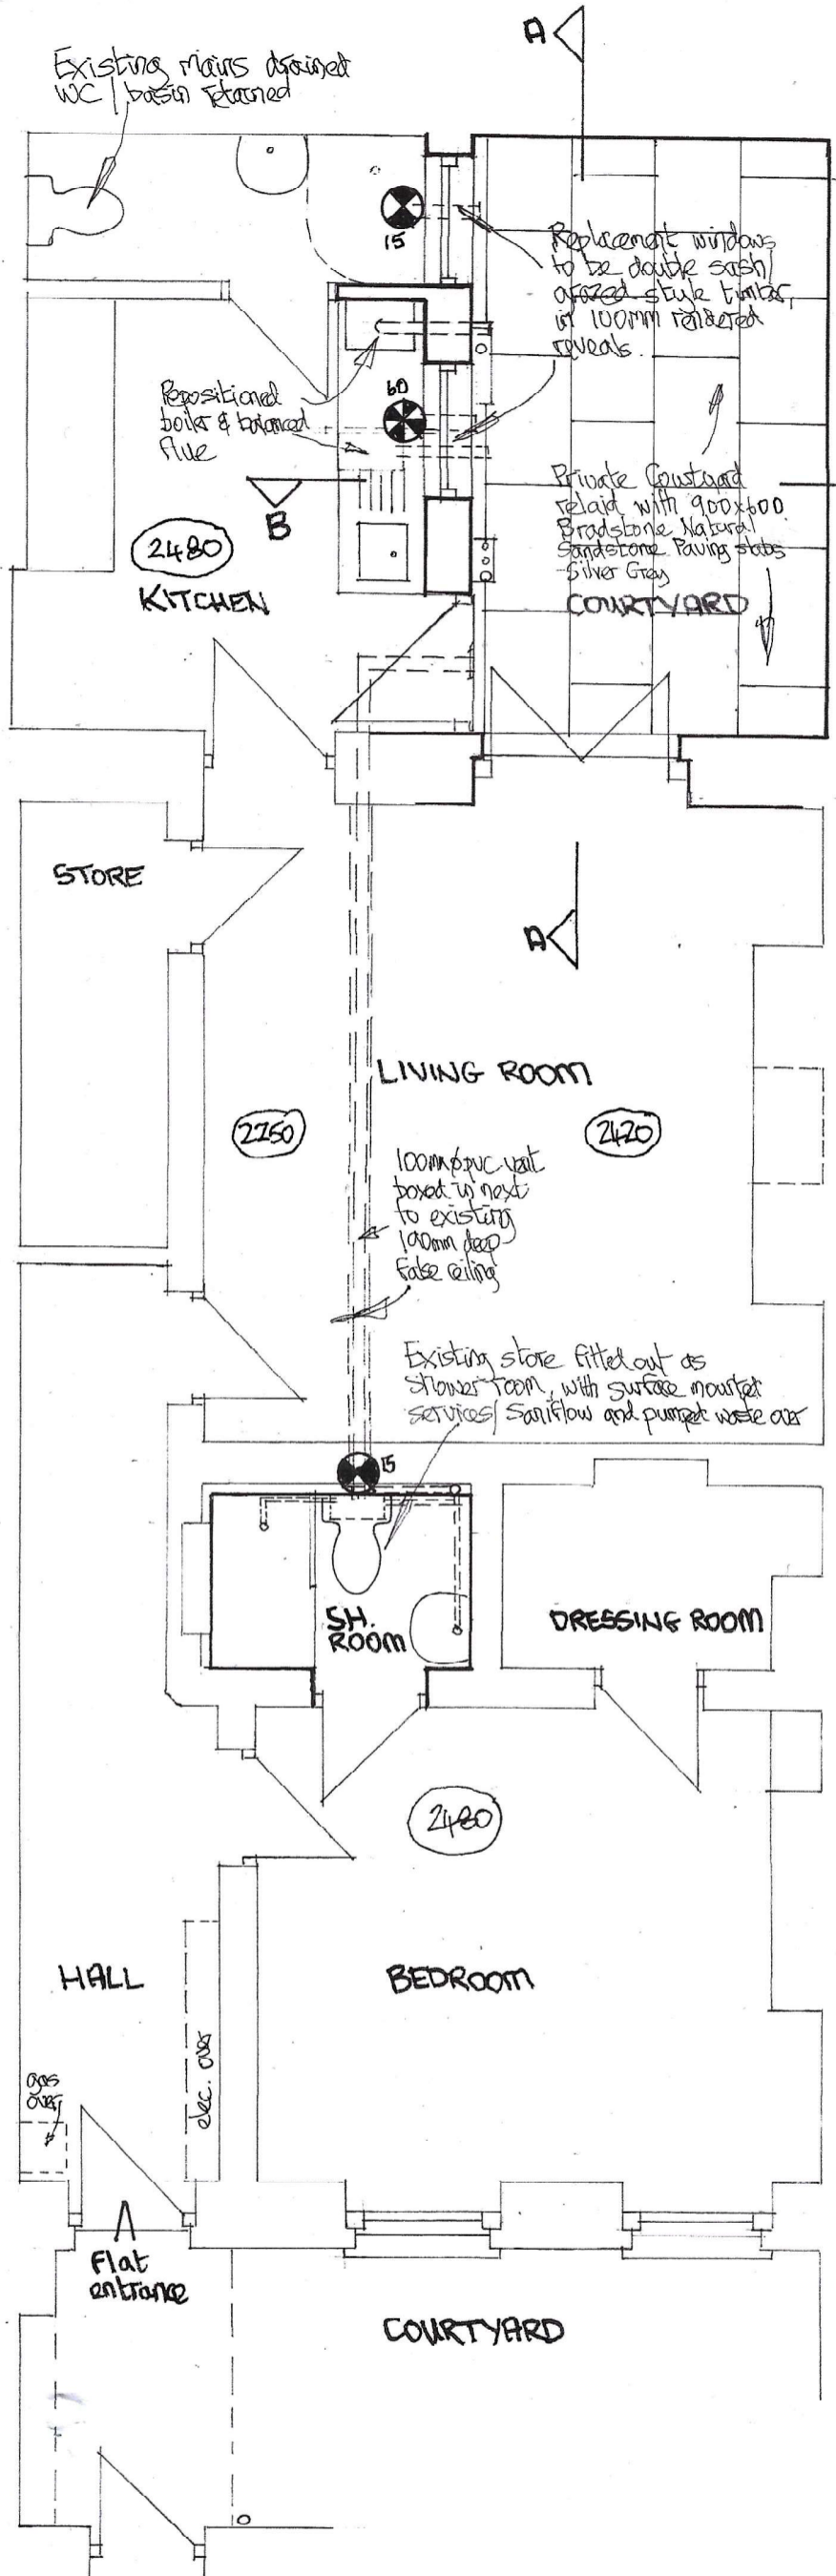 A
Existing mains drained
WC / basin retained
15
Replacement windows
to be double sash/
style timber,
in 100mm rendered
reveals.
Repositioned
boiler & balanced
flue
60
B
2480
KITCHEN
Private Courtyard
relaid with 900x600
Bradstone Natural
Sandstone Paving slabs
-Silver Grey
COURTYARD
STORE
A
LIVING ROOM
2250
2420
100mmø pvc vent
boxed in next
to existing
190mm deep
false ceiling
Existing store fitted out as
shower room, with surface mounted
services/ Saniflow and pumped waste over
15
SH.
ROOM
DRESSING ROOM
2480
HALL
BEDROOM
gas
over
elec. over
Flat
entrance
COURTYARD